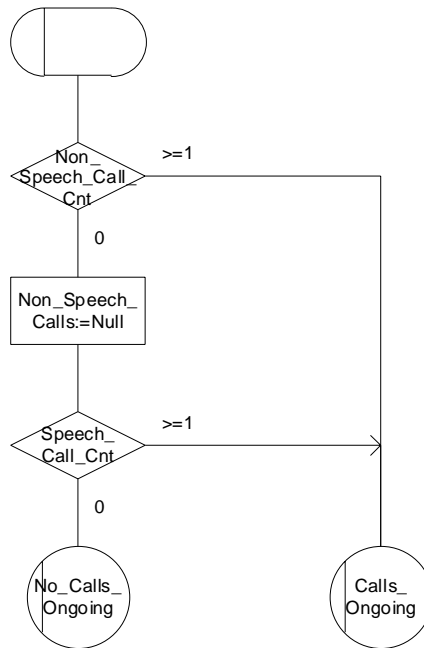 Non_
Speech_Call_
Cnt
>=1
0
Non_Speech_
Calls:=Null
Speech_
Call_Cnt
>=1
0
No_Calls_
Ongoing
Calls_
Ongoing